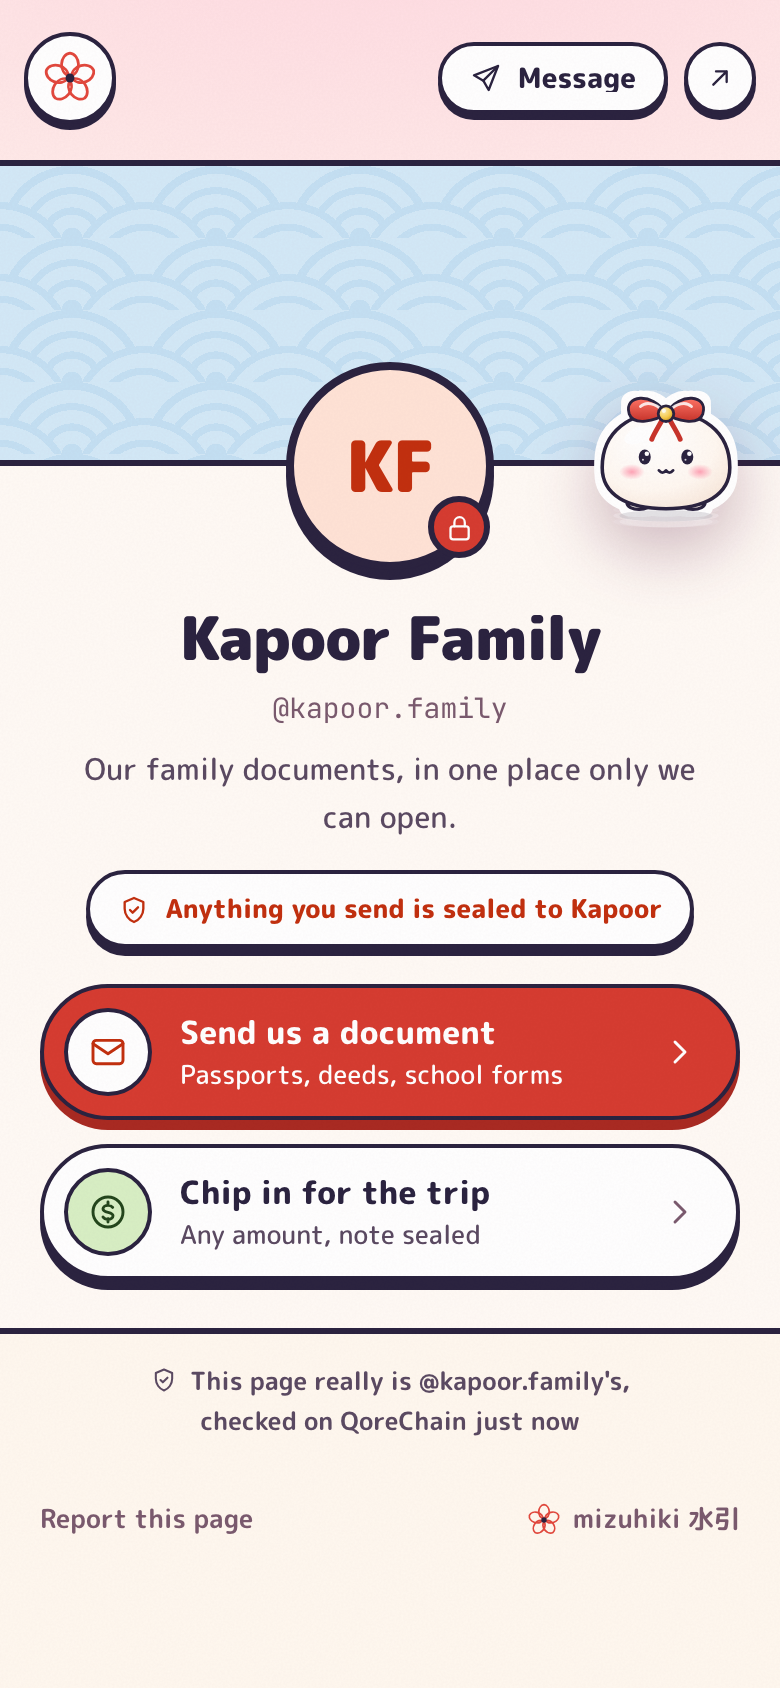 Message
KF
Kapoor Family
@kapoor.family
Our family documents, in one place only we
can open.
Anything you send is sealed to Kapoor
Send us a document
Passports, deeds, school forms
Chip in for the trip
Any amount, note sealed
This page really is @kapoor.family's,
checked on QoreChain just now
Report this page
mizuhiki 水引